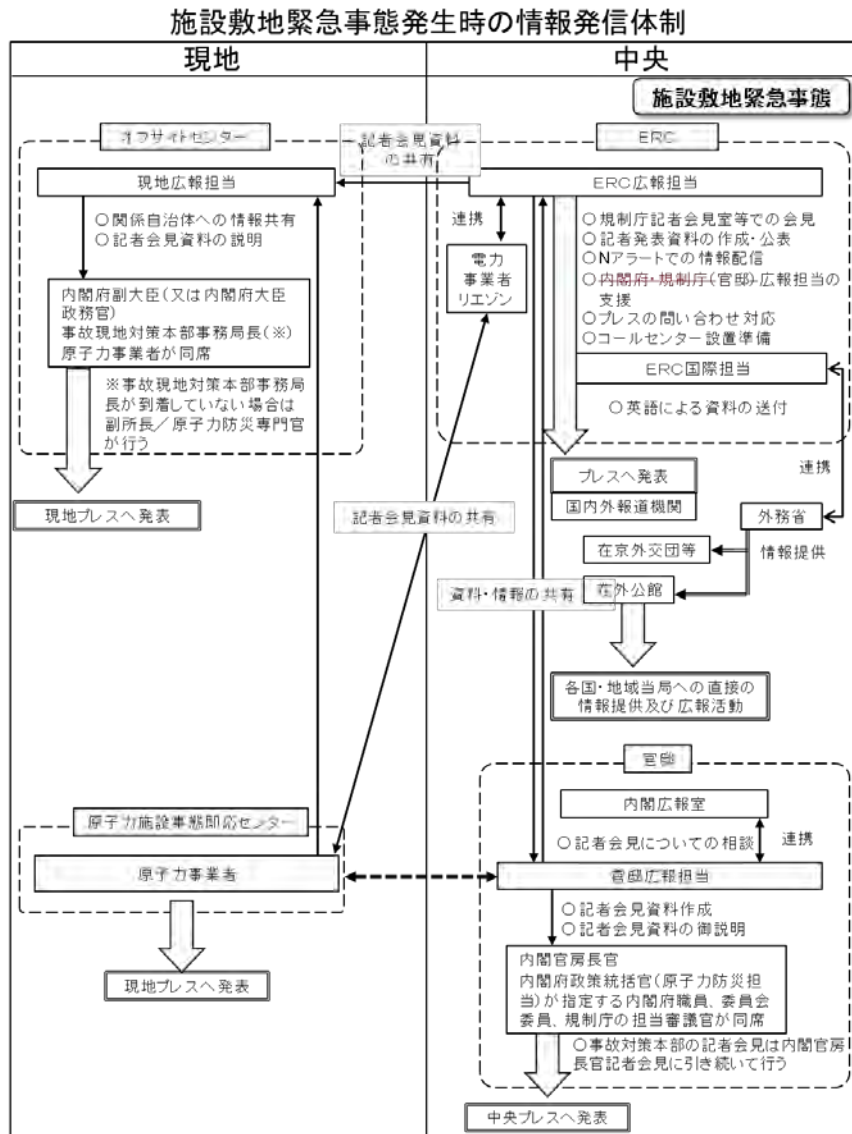 施設敷地緊急事態発生時の情報発信体制
現地
中央
施設敷地緊急事態
オフサイトセンター
記者会見資料
の共有
ERC
現地広報担当
ERC広報担当
○関係自治体への情報共有
○記者会見資料の説明
連携
○規制庁記者会見室等での会見
○記者発表資料の作成・公表
○Nアラートでの情報配信
○内閣府・規制庁(官邸)広報担当の
支援
○プレスの問い合わせ対応
○コールセンター設置準備
電力
事業者
リエゾン
内閣府副大臣(又は内閣府大臣
政務官)
事故現地対策本部事務局長(※)
原子力事業者が同席
※事故現地対策本部事務局
長が到着していない場合は
副所長/原子力防災専門官
が行う
ERC国際担当
○英語による資料の送付
連携
現地プレスへ発表
プレスへ発表
国内外報道機関
記者会見資料の共有
外務省
在京外交団等
情報提供
在外公館
資料・情報の共有
各国・地域当局への直接の
情報提供及び広報活動
官邸
内閣広報室
○記者会見についての相談
連携
原子力施設事態即応センター
原子力事業者
官邸広報担当
○記者会見資料作成
○記者会見資料の御説明
現地プレスへ発表
内閣官房長官
内閣府政策統括官(原子力防災担
当)が指定する内閣府職員、委員会
委員、規制庁の担当審議官が同席
○事故対策本部の記者会見は内閣官房
長官記者会見に引き続いて行う
中央プレスへ発表